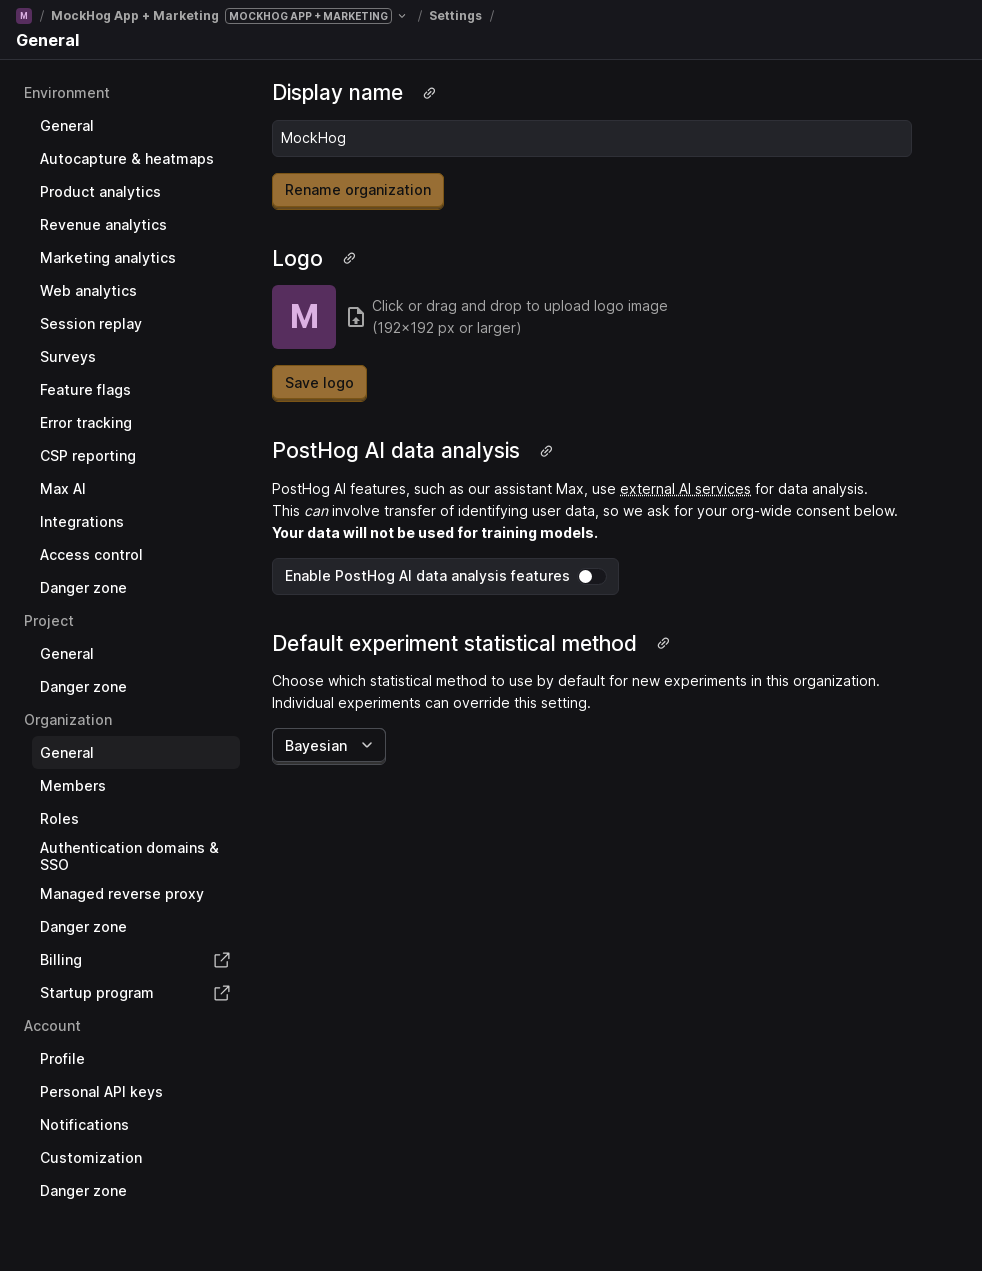 M / MockHog App + Marketing MOCKHOG APP + MARKETING / Settings /
General
Environment
General
Autocapture & heatmaps
Product analytics
Revenue analytics
Marketing analytics
Web analytics
Session replay
Surveys
Feature flags
Error tracking
CSP reporting
Max AI
Integrations
Access control
Danger zone
Project
General
Danger zone
Organization
General
Members
Roles
Authentication domains &
SSO
Managed reverse proxy
Danger zone
Billing
Startup program
Account
Profile
Personal API keys
Notifications
Customization
Danger zone
Display name
MockHog
Rename organization
Logo
M
Click or drag and drop to upload logo image
(192×192 px or larger)
Save logo
PostHog AI data analysis
PostHog AI features, such as our assistant Max, use external AI services for data analysis.
This can involve transfer of identifying user data, so we ask for your org-wide consent below.
Your data will not be used for training models.
Enable PostHog AI data analysis features
Default experiment statistical method
Choose which statistical method to use by default for new experiments in this organization.
Individual experiments can override this setting.
Bayesian